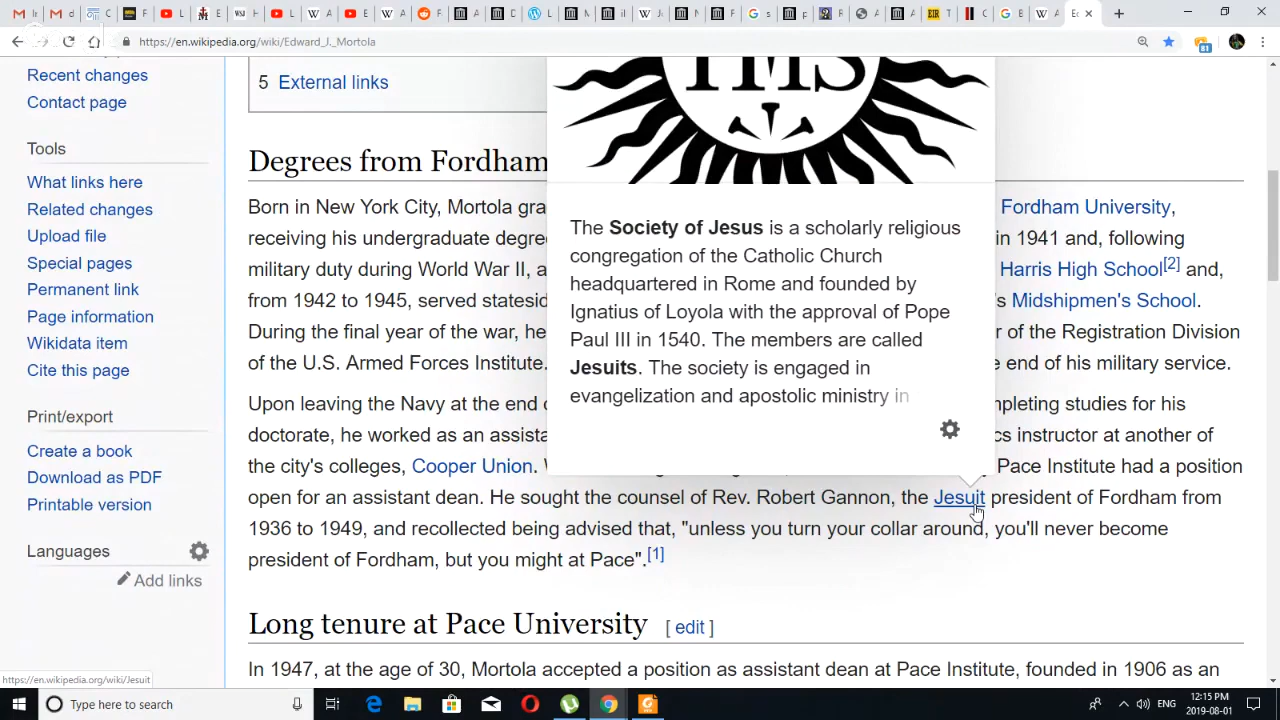 https://en.wikipedia.org/wiki/Edward_J._Mortola
81
Recent changes
Contact page
Tools
What links here
Related changes
Upload file
Special pages
Permanent link
Page information
Wikidata item
Cite this page
Print/export
Create a book
Download as PDF
Printable version
Languages
Add links
5 External links
Degrees from Fordham
Born in New York City, Mortola
Fordham University,
receiving his undergraduate
in 1941 and, following
military duty during World War II,
Harris High School[2] and,
from 1942 to 1945, served
Midshipmen's School.
During the final year of the war, he
of the Registration Division
of the U.S. Armed Forces Institute.
end of his military service.
Upon leaving the Navy at the end
studies for his
doctorate, he worked as an
instructor at another of
the city's colleges, Cooper Union.
Pace Institute had a position
open for an assistant dean. He sought the counsel of Rev. Robert Gannon, the Jesuit president of Fordham from
1936 to 1949, and recollected being advised that, "unless you turn your collar around, you'll never become
president of Fordham, but you might at Pace".[1]
IHS
The Society of Jesus is a scholarly religious
congregation of the Catholic Church
headquartered in Rome and founded by
Ignatius of Loyola with the approval of Pope
Paul III in 1540. The members are called
Jesuits. The society is engaged in
evangelization and apostolic ministry in
Long tenure at Pace University [ edit ]
In 1947, at the age of 30, Mortola accepted a position as assistant dean at Pace Institute, founded in 1906 as an
https://en.wikipedia.org/wiki/Jesuit
Type here to search
ENG
12:15 PM
2019-08-01